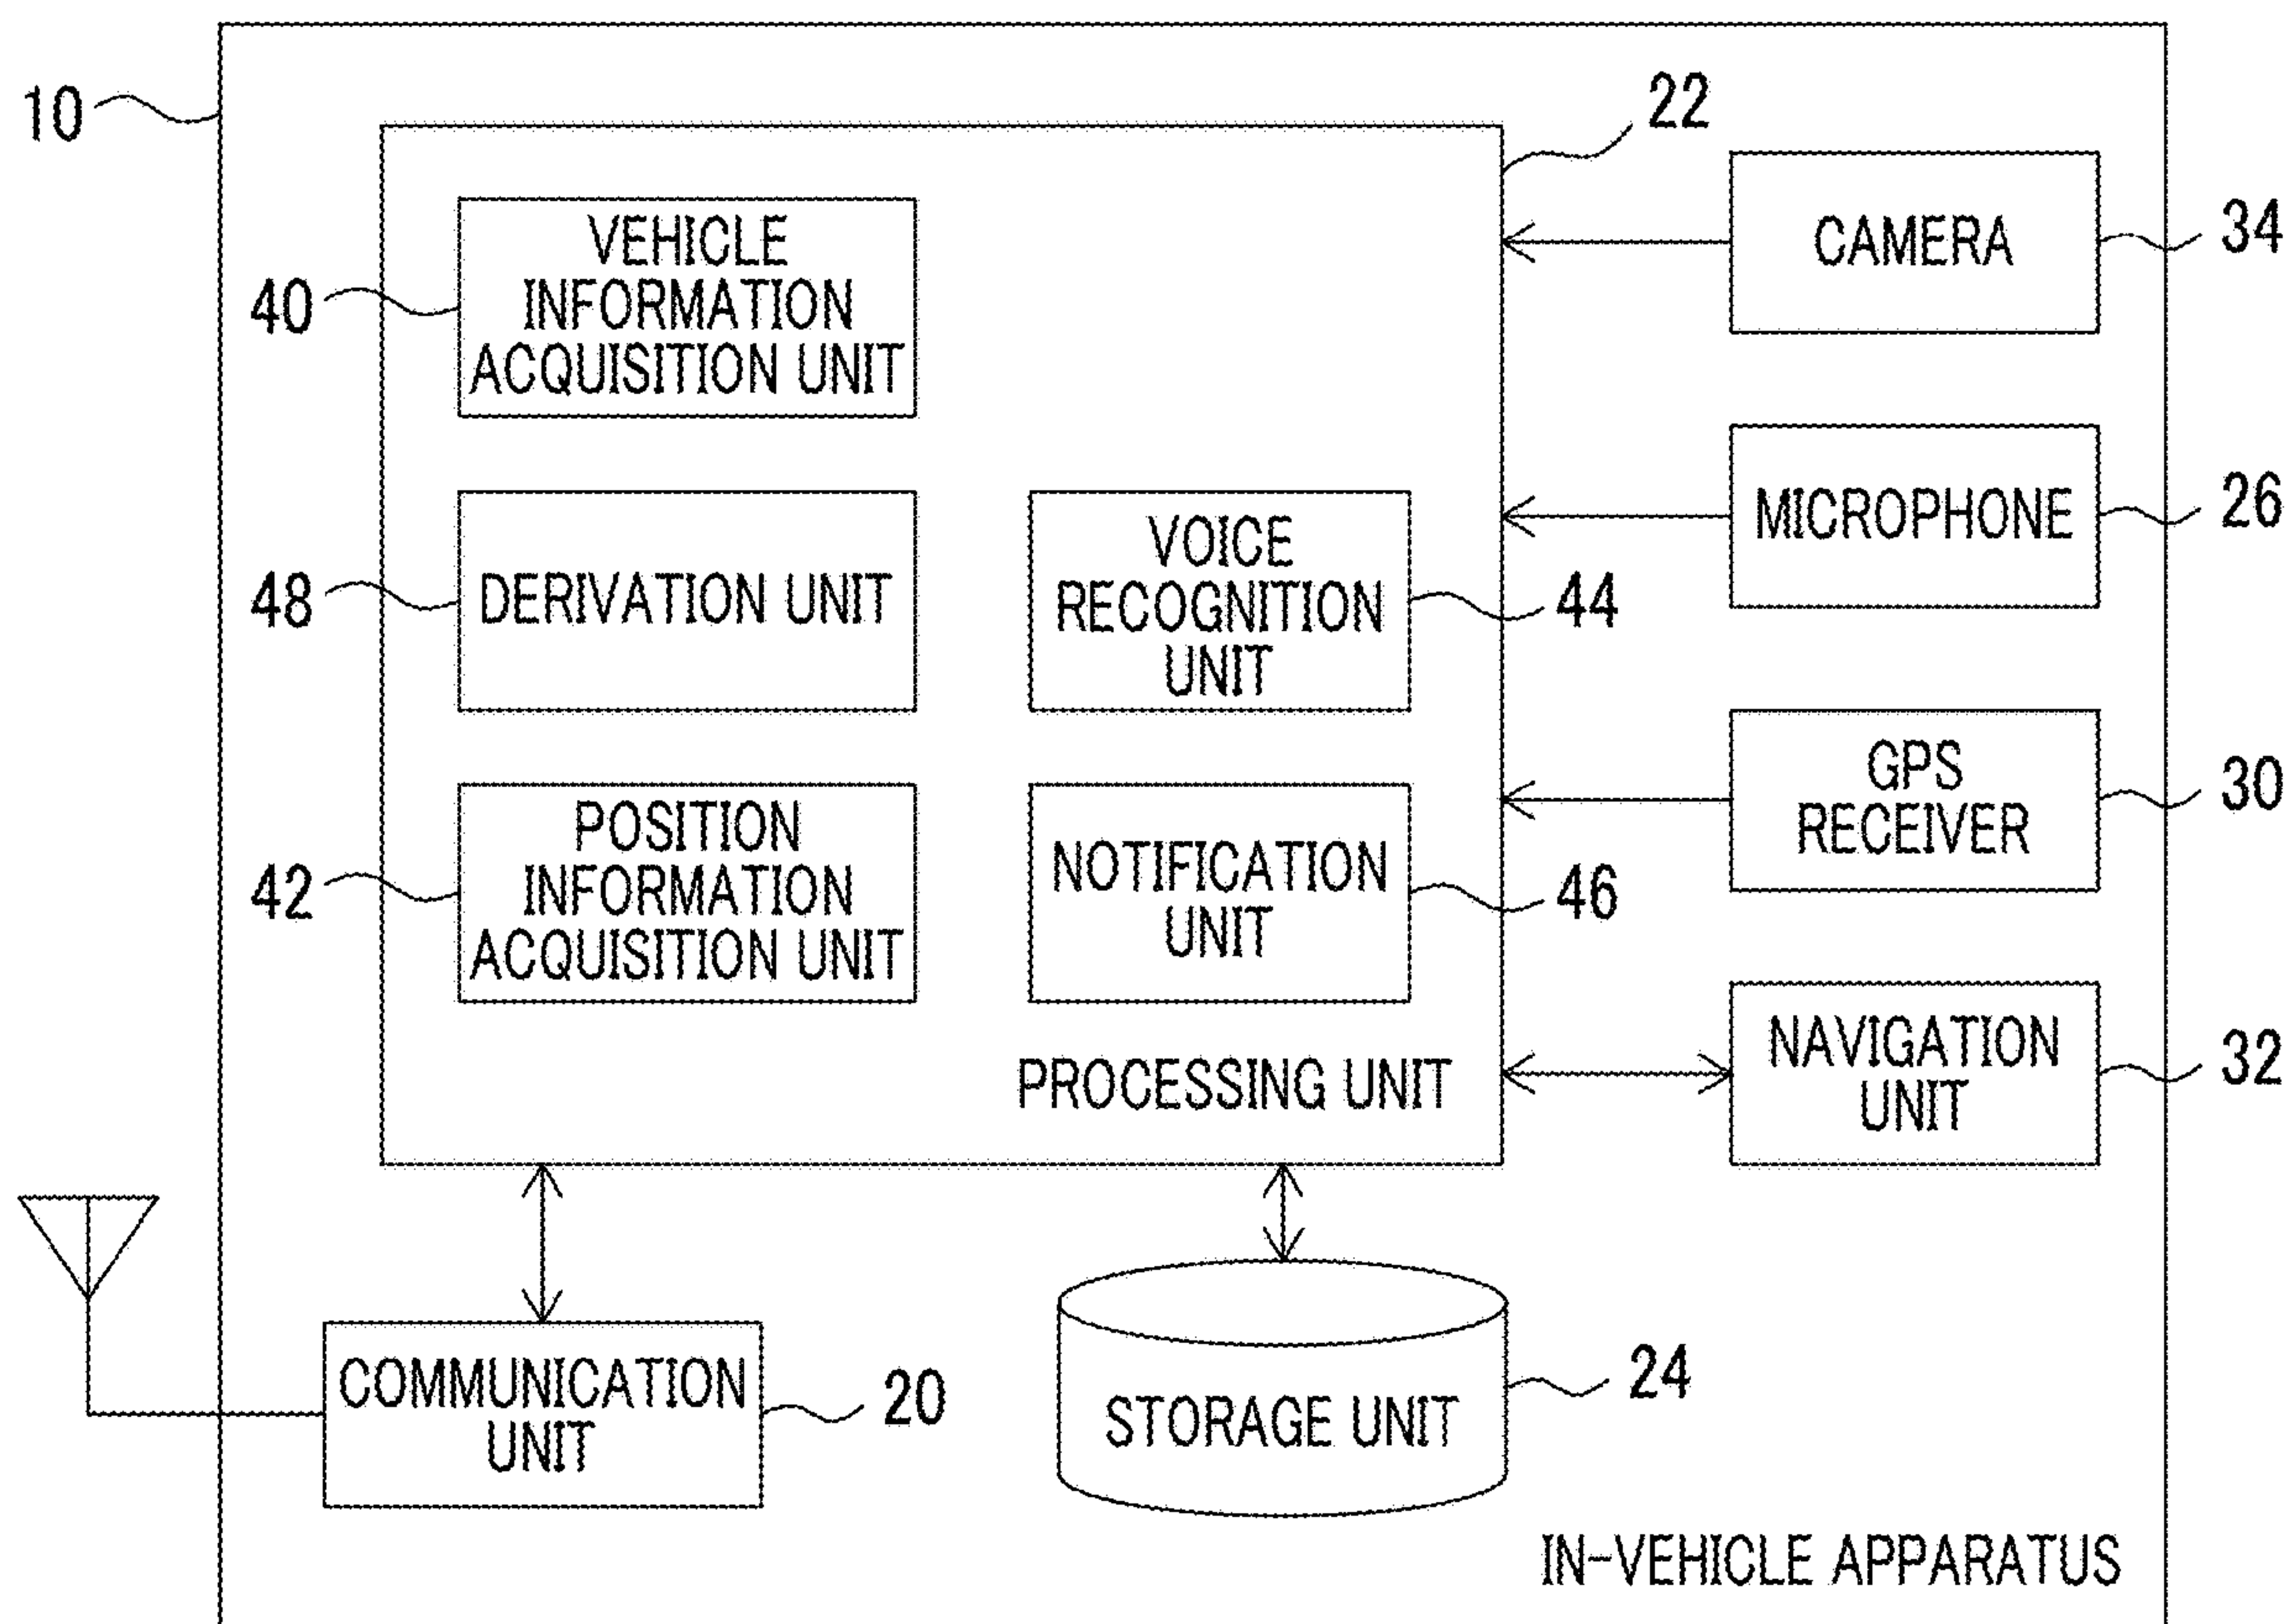 10
22
VEHICLE
INFORMATION
ACQUISITION UNIT
40
CAMERA
34
MICROPHONE
26
DERIVATION UNIT
48
VOICE
RECOGNITION
UNIT
44
GPS
RECEIVER
30
POSITION
INFORMATION
ACQUISITION UNIT
42
NOTIFICATION
UNIT
46
NAVIGATION
UNIT
32
PROCESSING UNIT
COMMUNICATION
UNIT
20
STORAGE UNIT
24
IN-VEHICLE APPARATUS